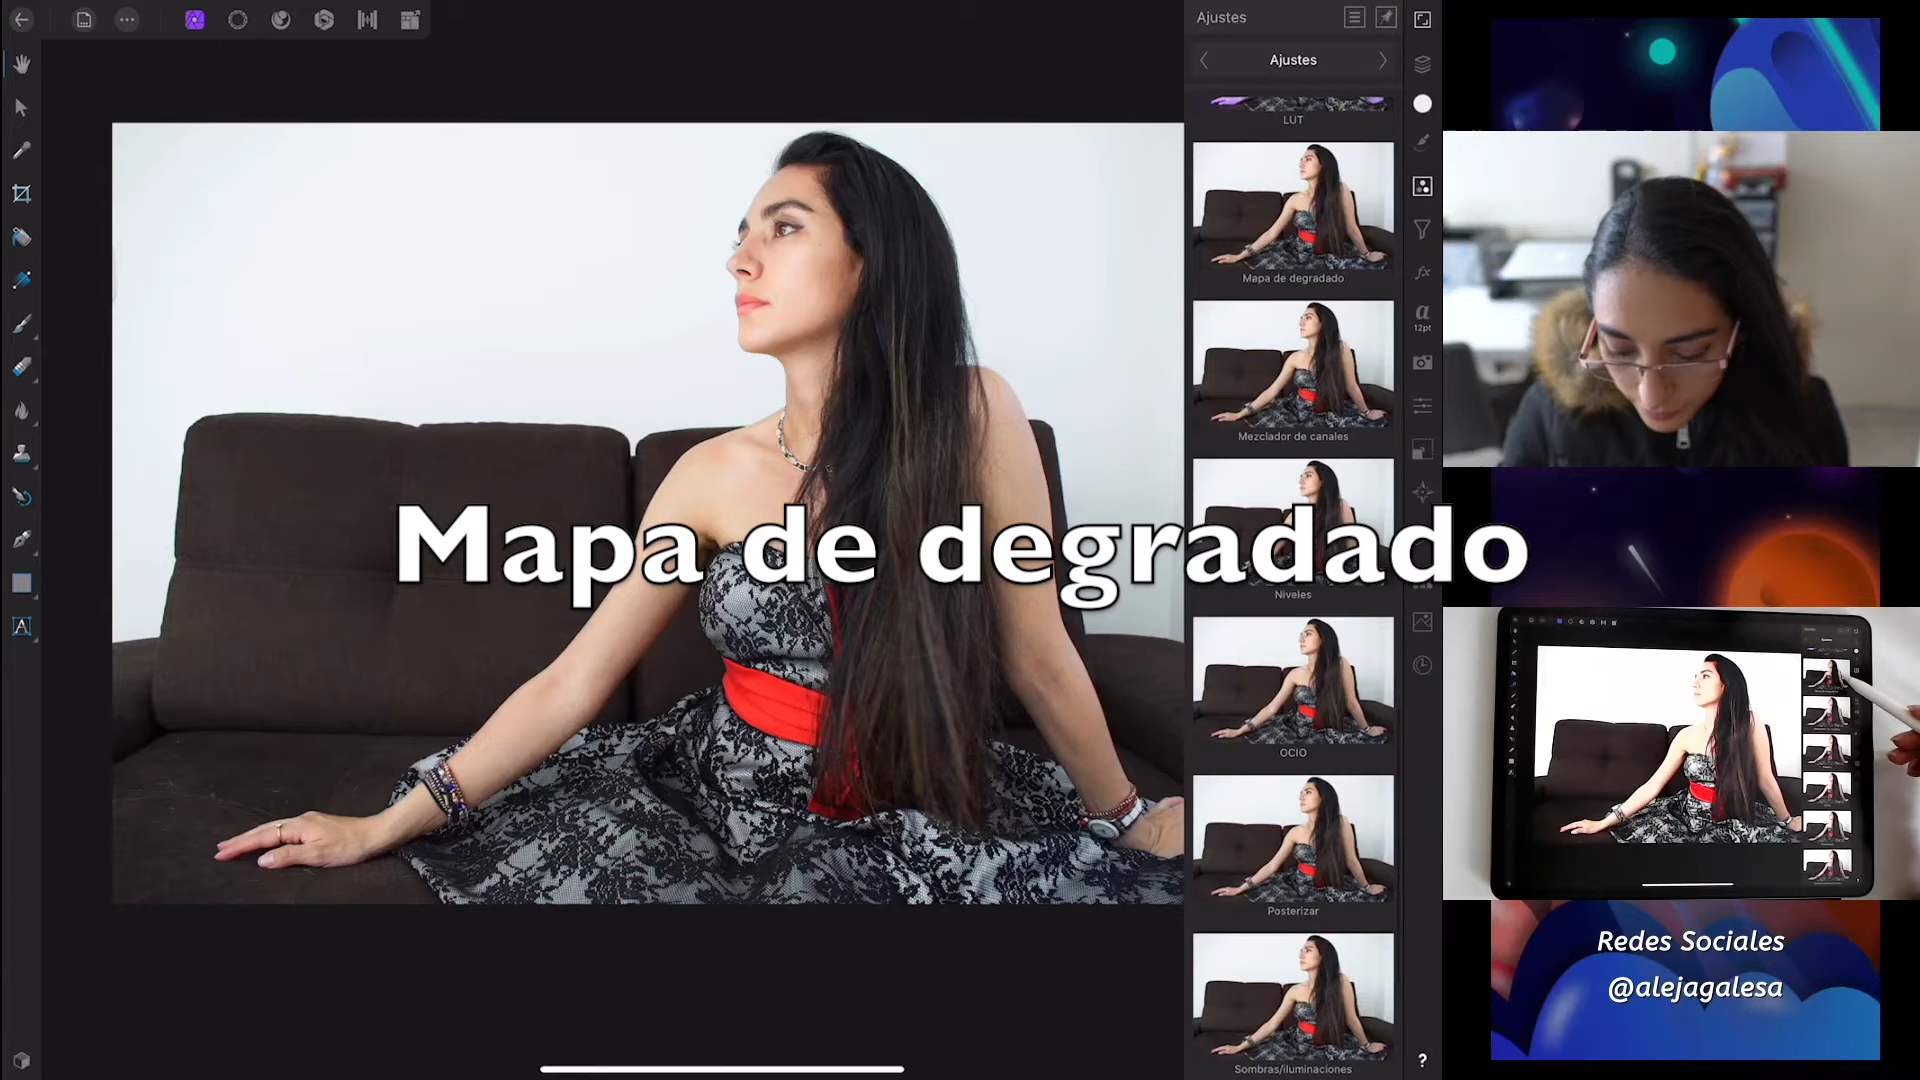 Ajustes
Ajustes
LUT
Mapa de degradado
Mezclador de canales
Niveles
OCIO
Posterizar
Sombras/iluminaciones
fx
a
12pt
?
A
Mapa de degradado
Redes Sociales
@alejagalesa